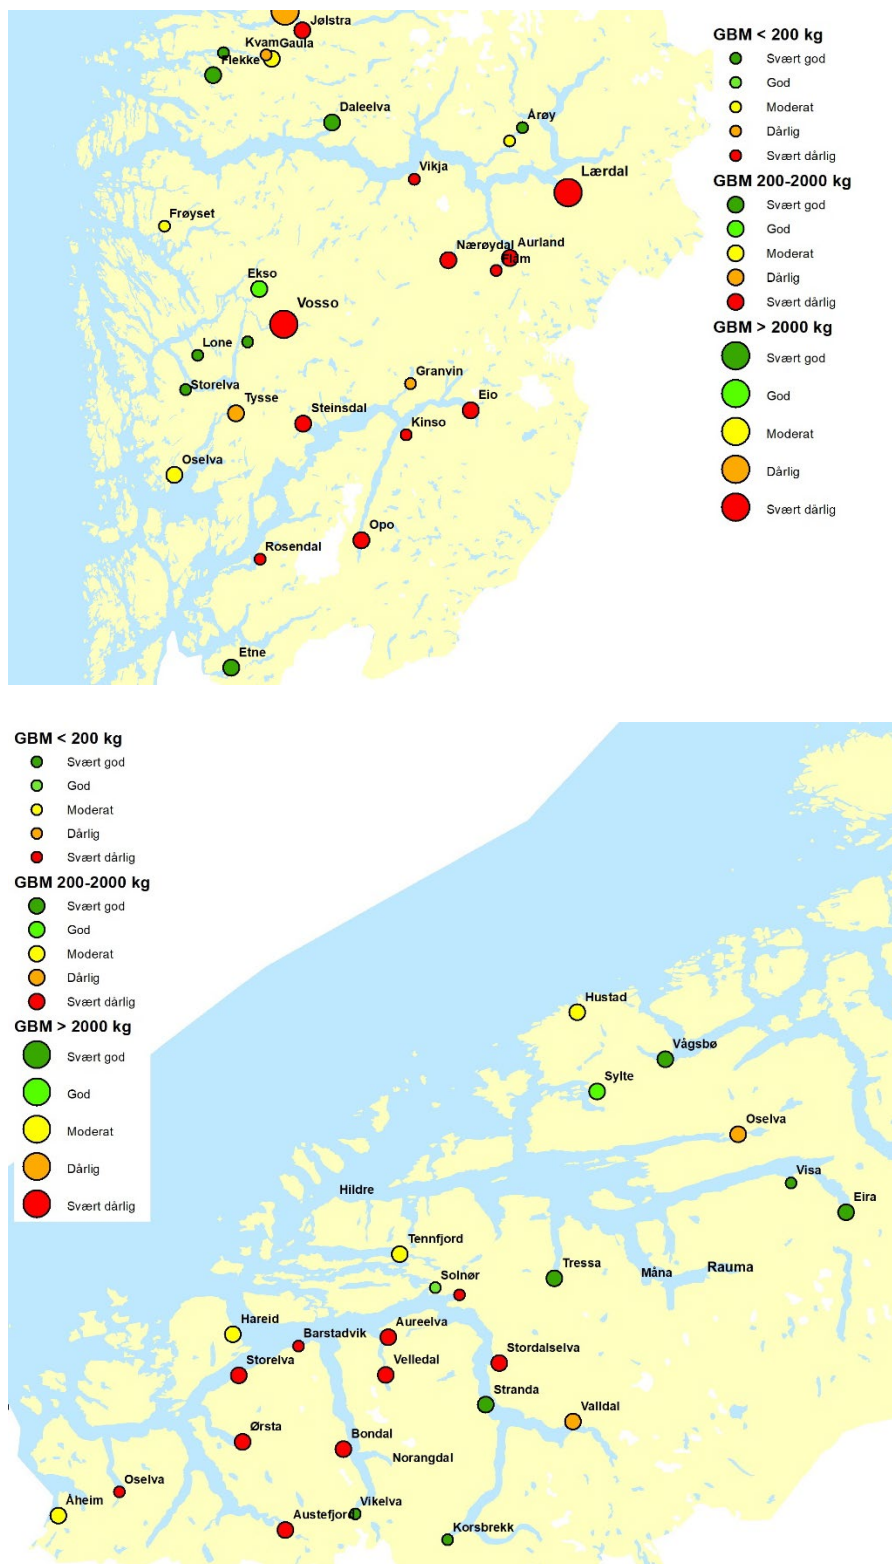 Jølstra
Kvam
Gaula
Flekke
Daleelva
Årøy
Vikja
Lærdal
Frøyset
Nærøydal
Aurland
Flåm
Ekso
Vosso
Lone
Granvin
Storelva
Tysse
Steinsdal
Eio
Kinso
Oselva
Opo
Rosendal
Etne
GBM < 200 kg
Svært god
God
Moderat
Dårlig
Svært dårlig
GBM 200-2000 kg
Svært god
God
Moderat
Dårlig
Svært dårlig
GBM > 2000 kg
Svært god
God
Moderat
Dårlig
Svært dårlig
GBM < 200 kg
Svært god
God
Moderat
Dårlig
Svært dårlig
GBM 200-2000 kg
Svært god
God
Moderat
Dårlig
Svært dårlig
GBM > 2000 kg
Svært god
God
Moderat
Dårlig
Svært dårlig
Hustad
Vågsbø
Sylte
Oselva
Visa
Hildre
Eira
Tennfjord
Tressa
Måna
Rauma
Solnør
Hareid
Barstadvik
Aureelva
Storelva
Velledal
Stordalselva
Stranda
Valldal
Ørsta
Bondal
Norangdal
Oselva
Åheim
Austefjord
Vikelva
Korsbrekk